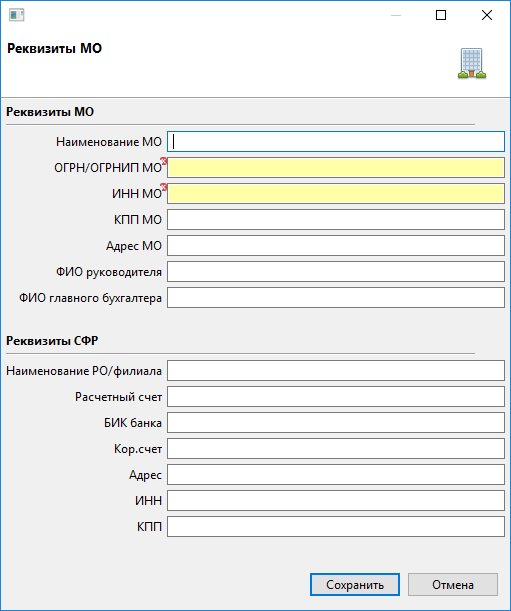 Реквизиты МО
Реквизиты МО
Наименование МО
ОГРН/ОГРНИП МО
ИНН МО
КПП МО
Адрес МО
ФИО руководителя
ФИО главного бухгалтера
Реквизиты СФР
Наименование РО/филиала
Расчетный счет
БИК банка
Кор.счет
Адрес
ИНН
КПП
Сохранить Отмена